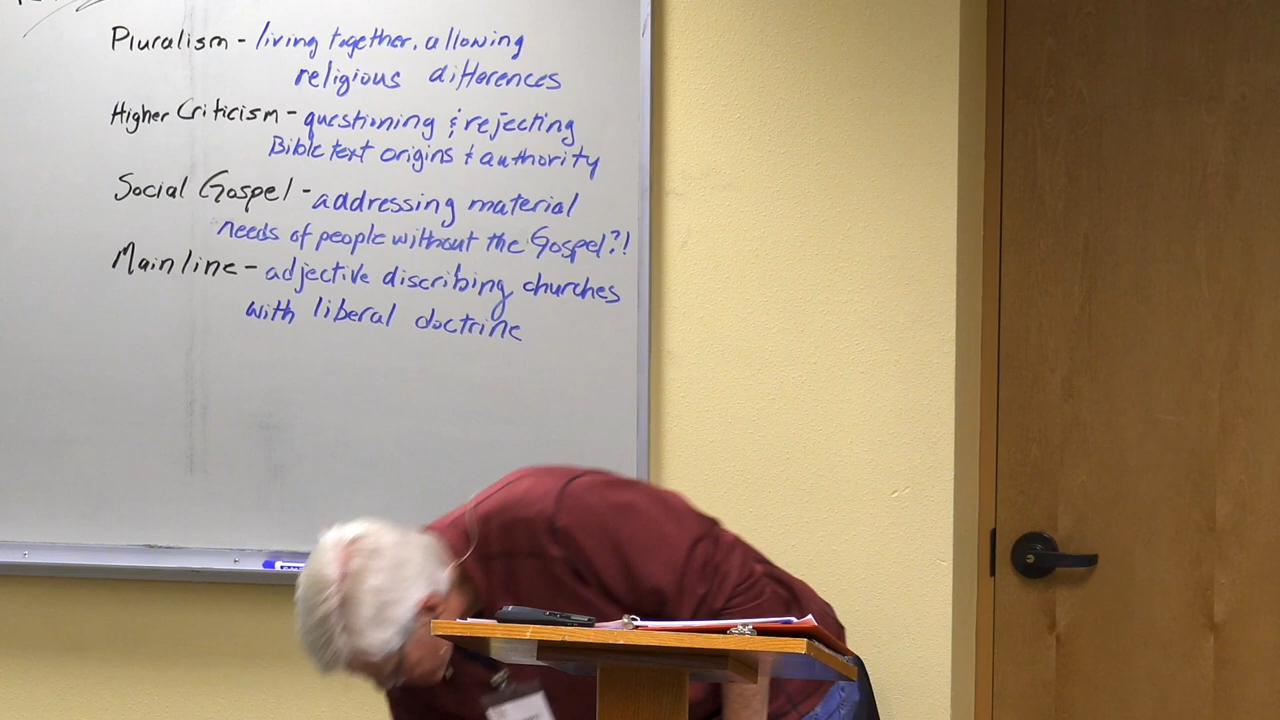 Pluralism - living together, allowing
religious differences
Higher Criticism - questioning & rejecting
Bible text origins & authority
Social Gospel - addressing material
needs of people without the Gospel?!
Mainline - adjective discribing churches
with liberal doctrine